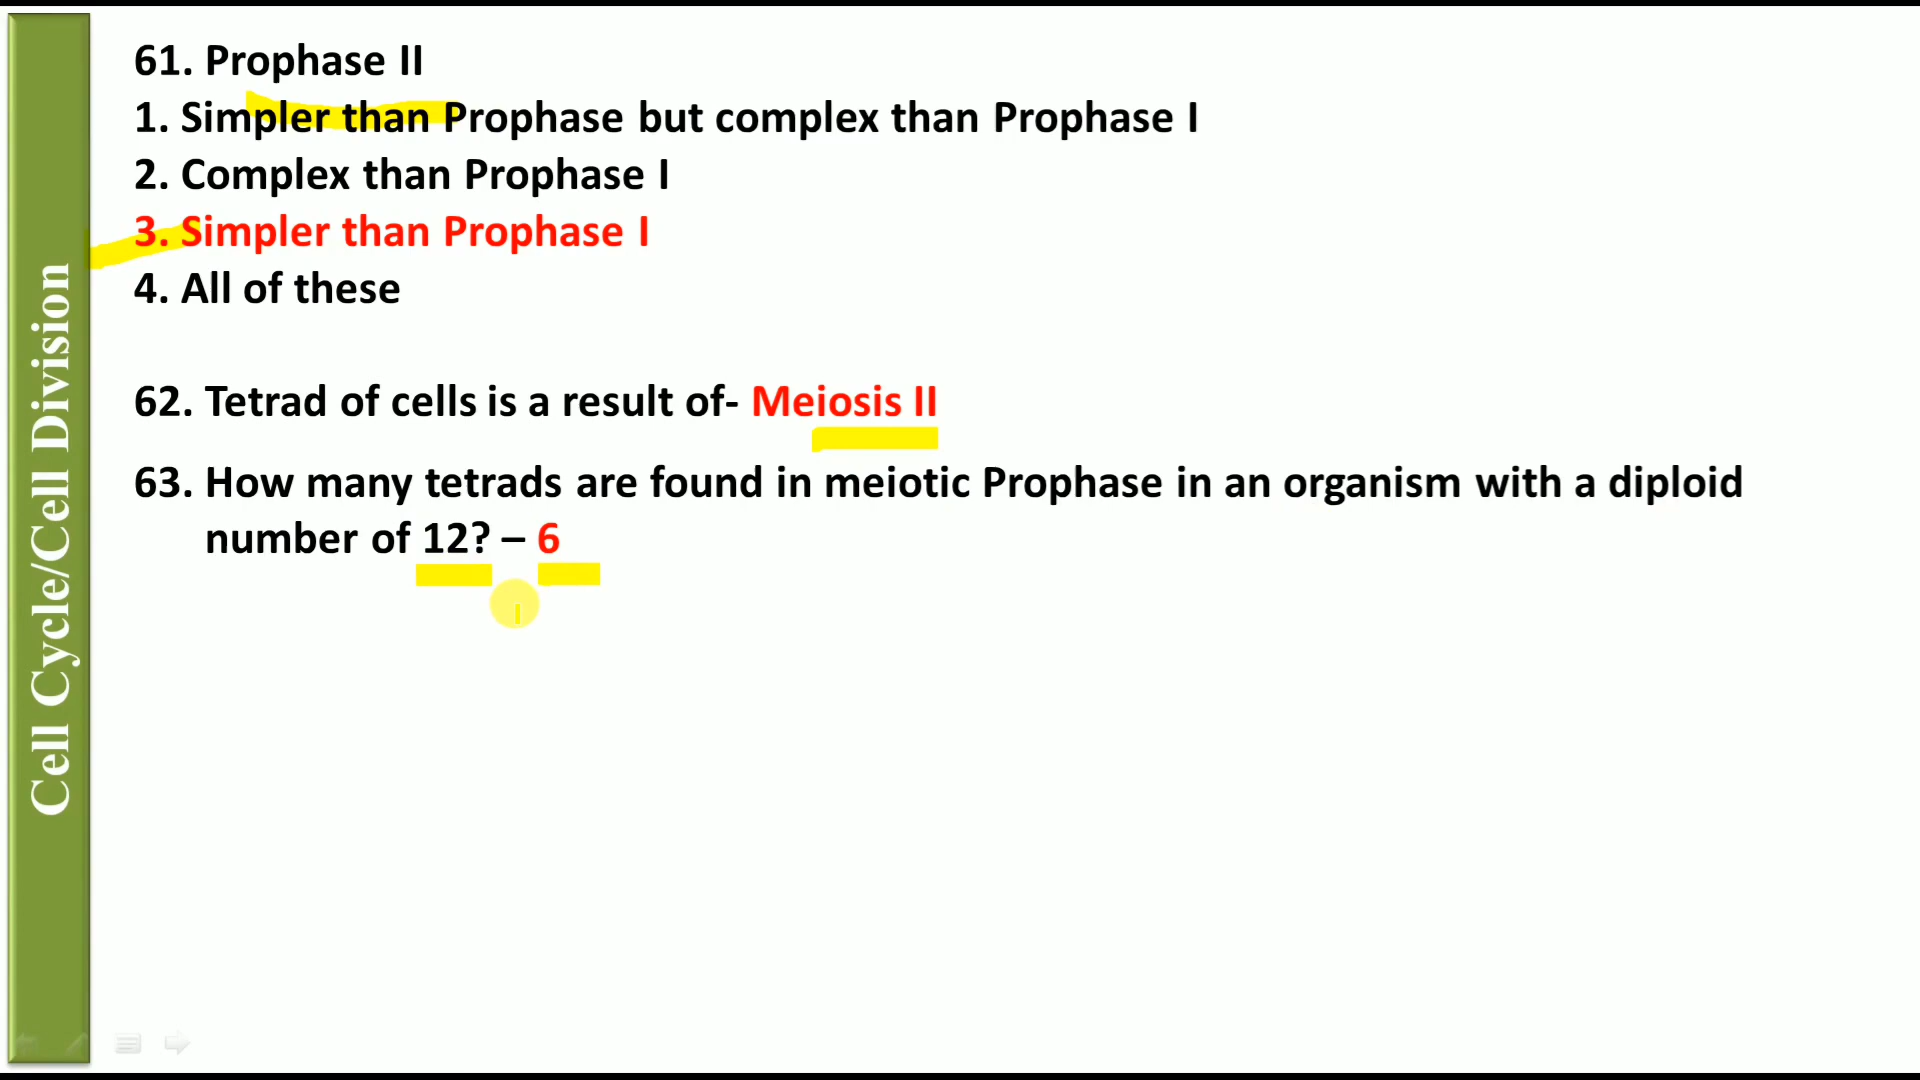 Cell Cycle/Cell Division
61. Prophase II
1. Simpler than Prophase but complex than Prophase I
2. Complex than Prophase I
3. Simpler than Prophase I
4. All of these
62. Tetrad of cells is a result of- Meiosis II
63. How many tetrads are found in meiotic Prophase in an organism with a diploid
number of 12? – 6